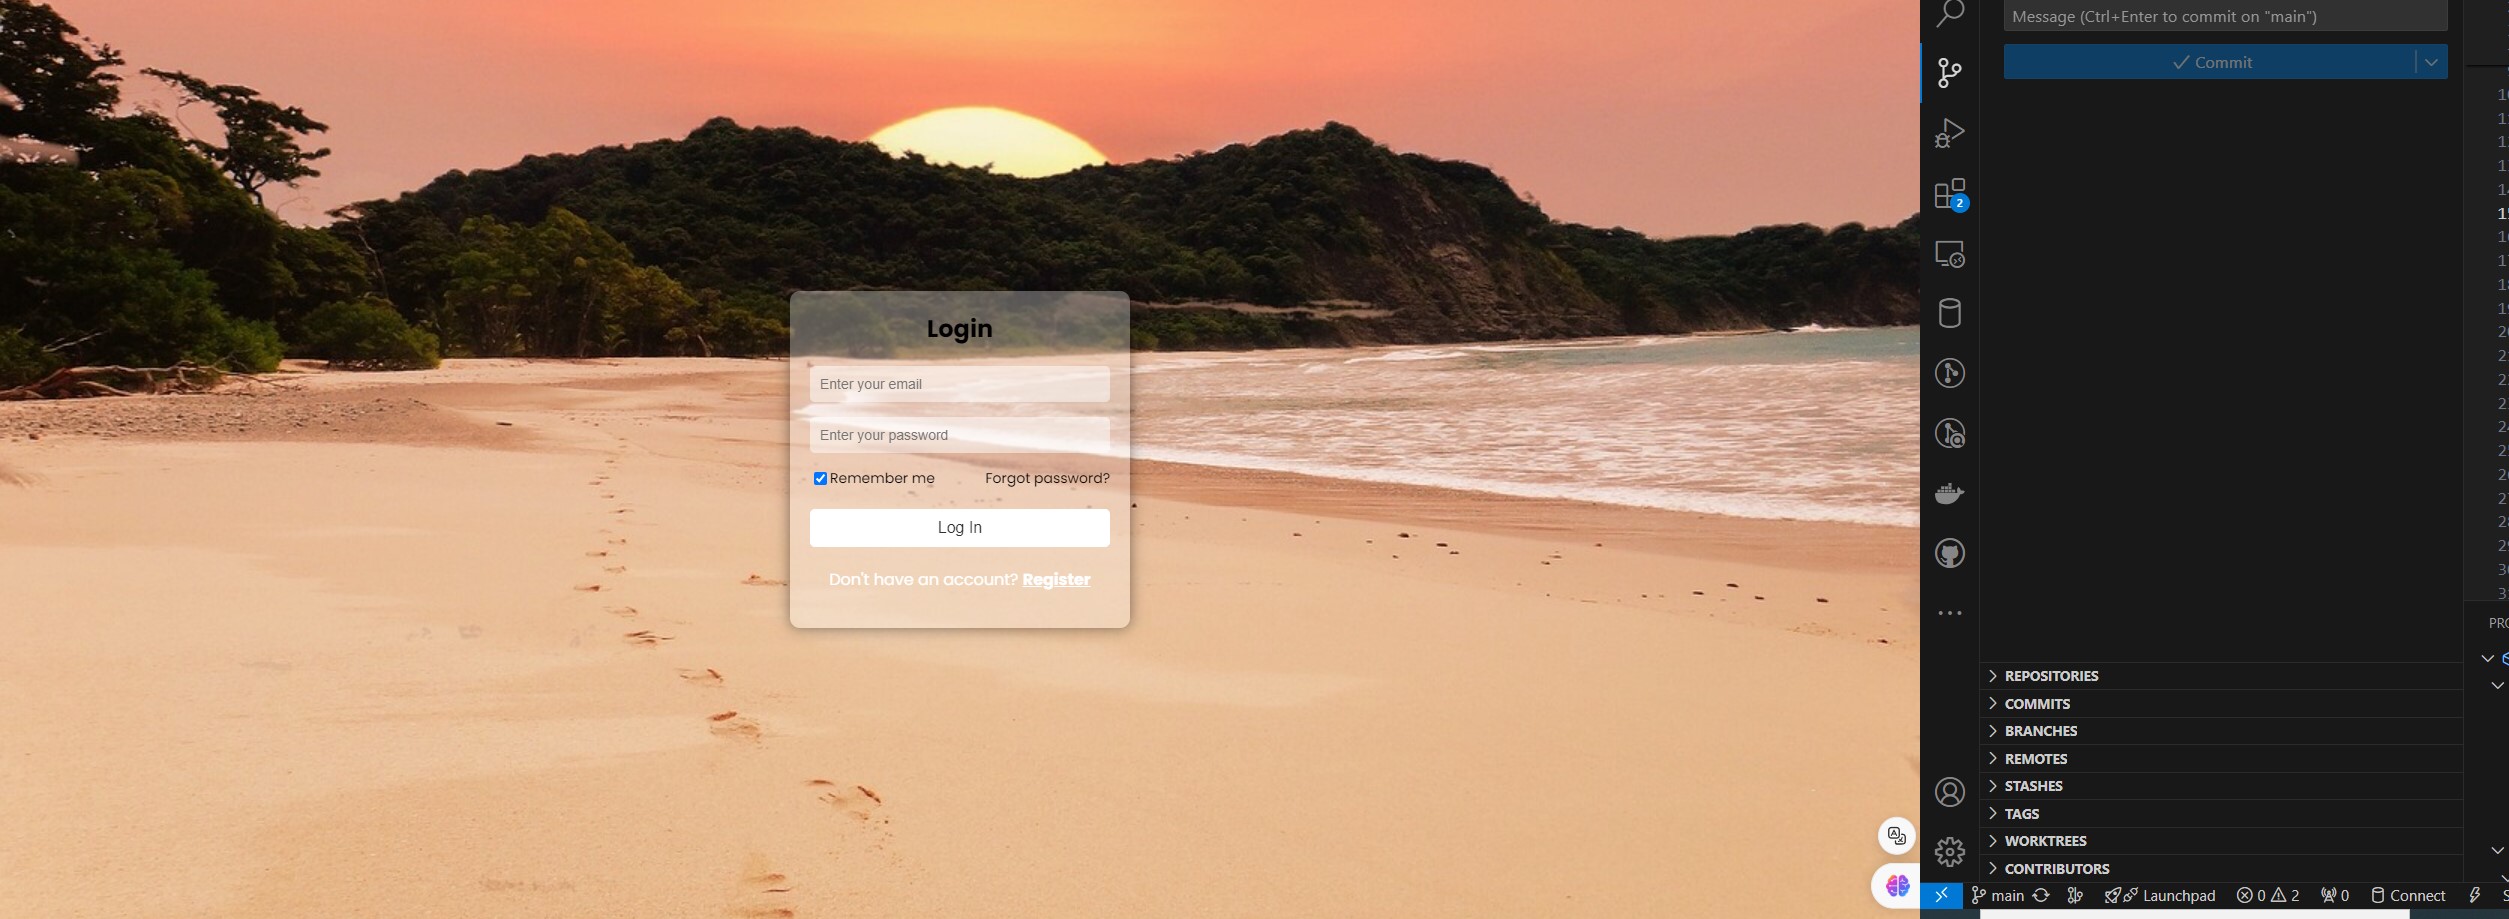 Login
Enter your email
Enter your password
Remember me
Forgot password?
Log In
Don't have an account? Register
Message (Ctrl+Enter to commit on "main")
Commit
2
REPOSITORIES
COMMITS
BRANCHES
REMOTES
STASHES
TAGS
WORKTREES
CONTRIBUTORS
main
Launchpad
0
2
0
Connect